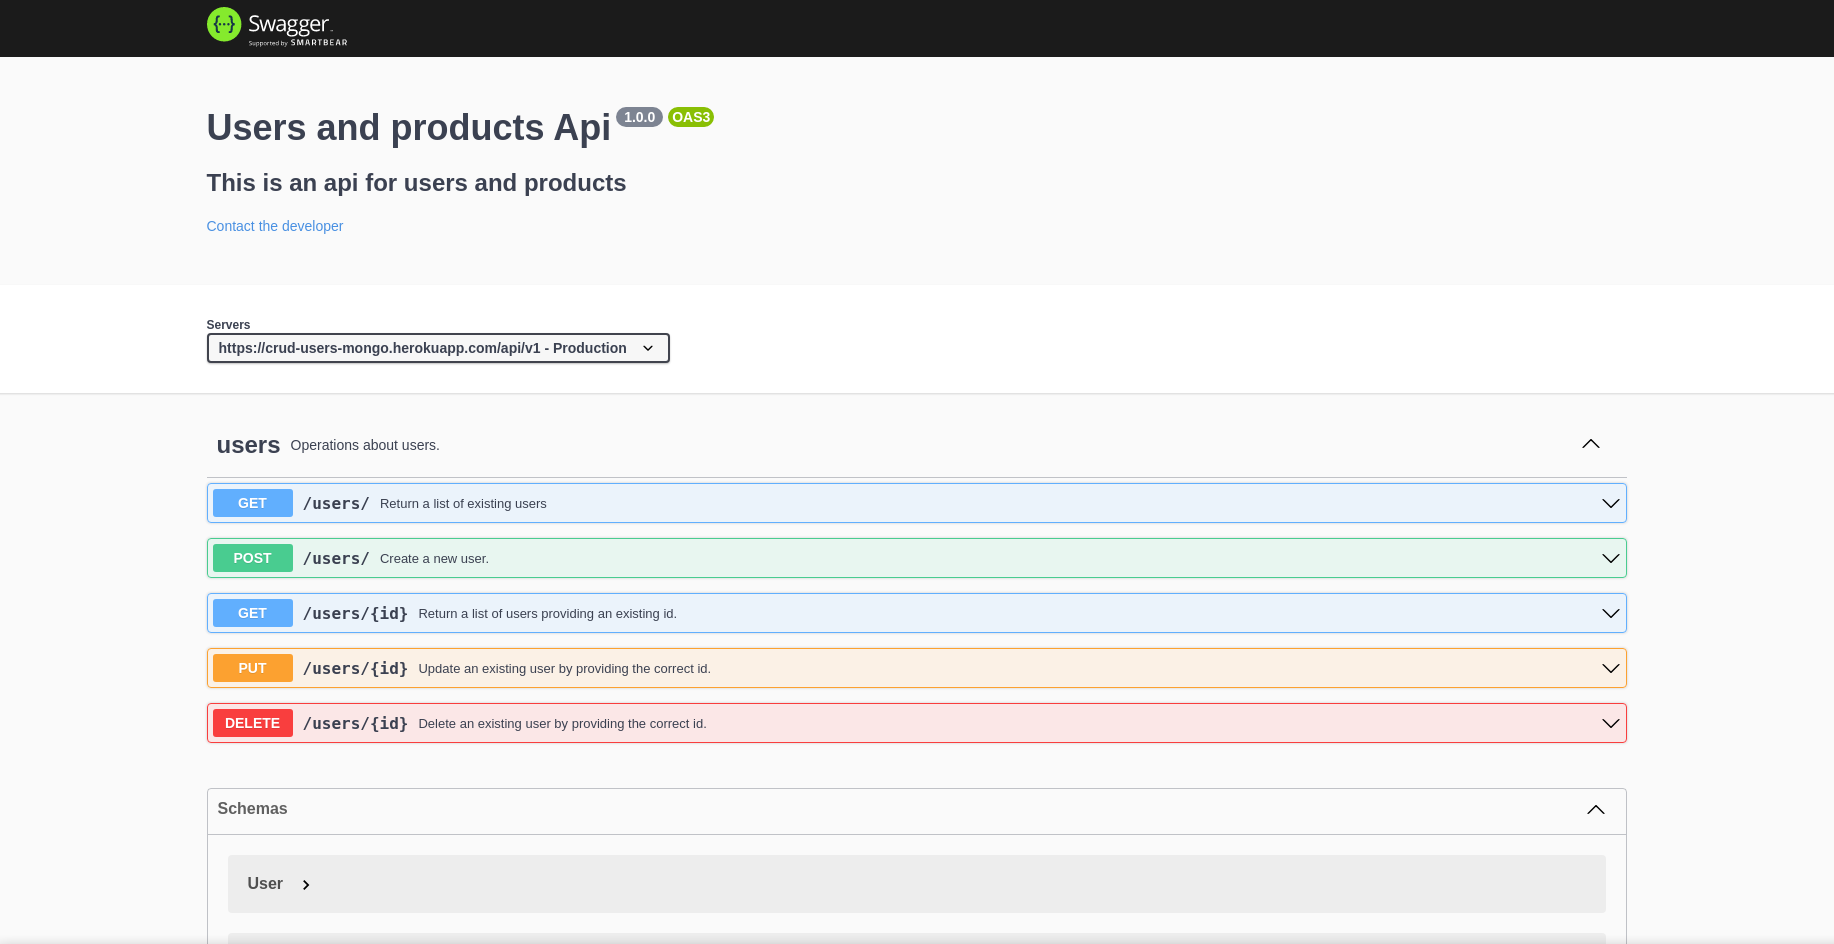 Swagger
Supported by SMARTBEAR
Users and products Api 1.0.0 OAS3
This is an api for users and products
Contact the developer
Servers
https://crud-users-mongo.herokuapp.com/api/v1 - Production
users Operations about users.
GET /users/ Return a list of existing users
POST /users/ Create a new user.
GET /users/{id} Return a list of users providing an existing id.
PUT /users/{id} Update an existing user by providing the correct id.
DELETE /users/{id} Delete an existing user by providing the correct id.
Schemas
User